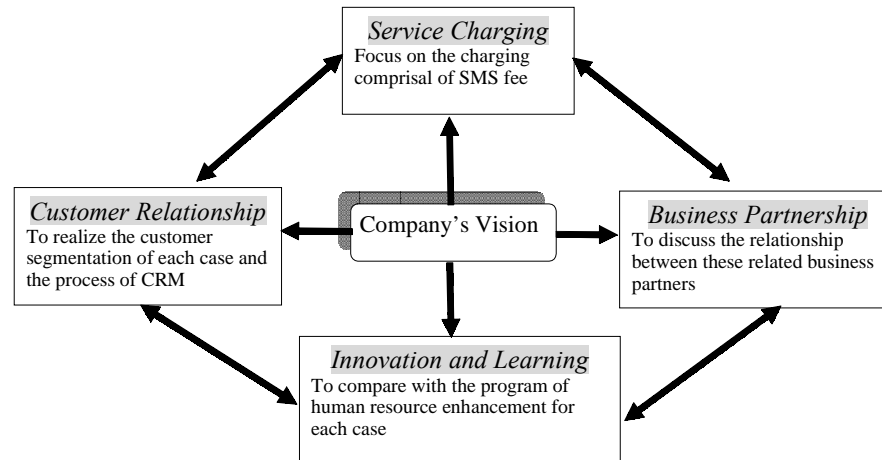 Service Charging
Focus on the charging
comprisal of SMS fee
Customer Relationship
To realize the customer
segmentation of each case and
the process of CRM
Company's Vision
Business Partnership
To discuss the relationship
between these related business
partners
Innovation and Learning
To compare with the program of
human resource enhancement for
each case